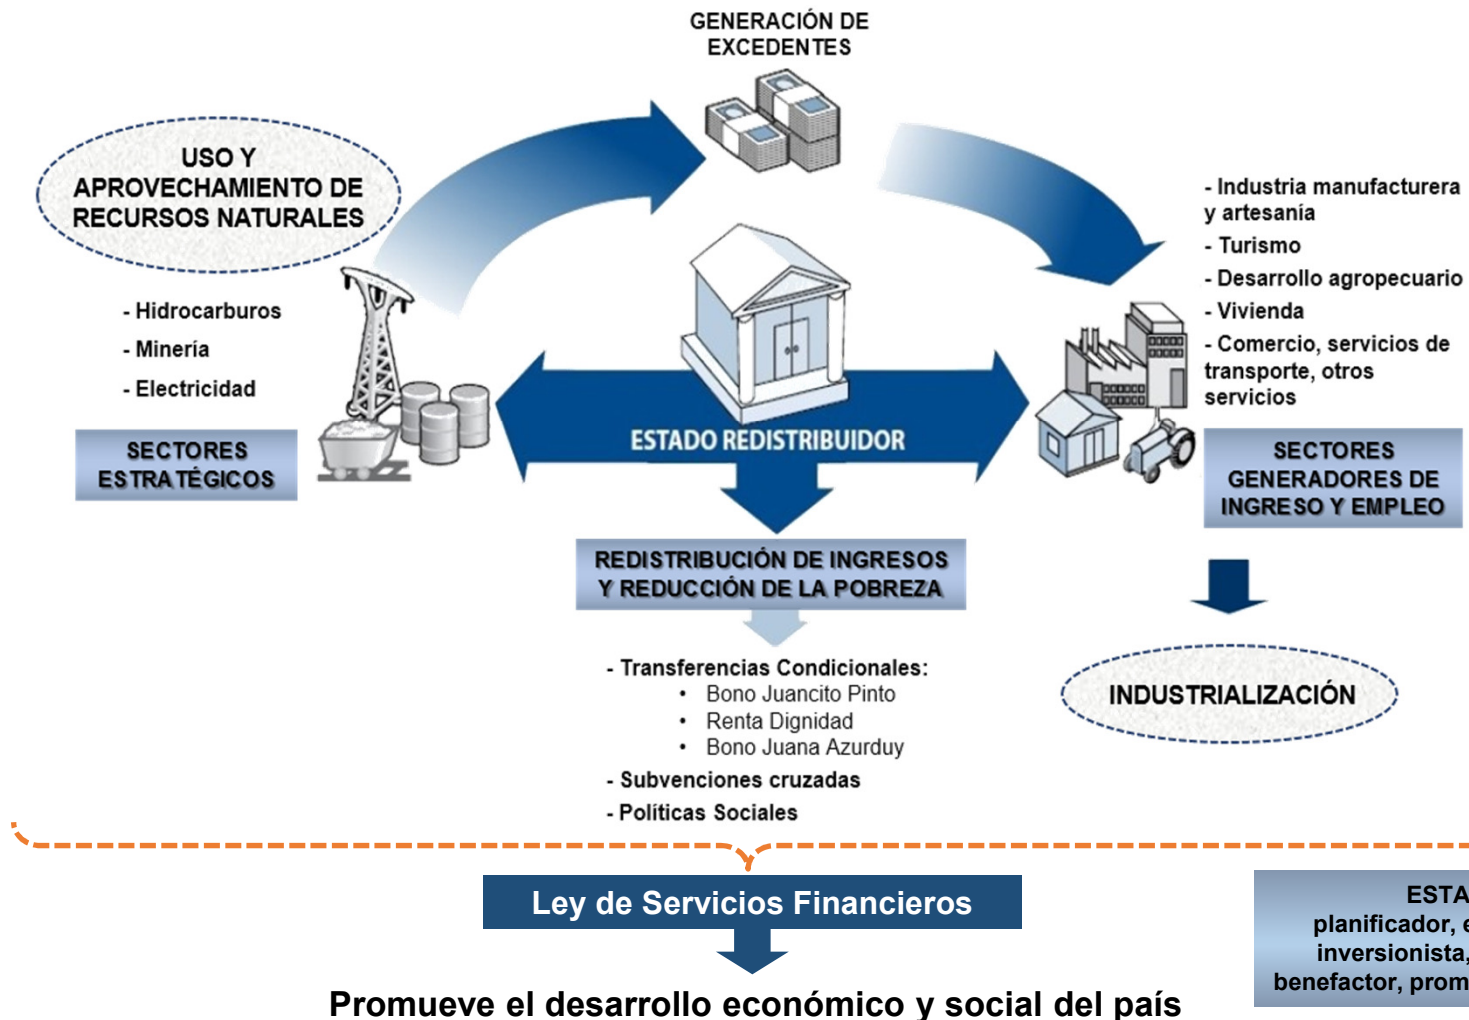 GENERACIÓN DE
EXCEDENTES
USO Y
APROVECHAMIENTO DE
RECURSOS NATURALES
- Hidrocarburos
- Minería
- Electricidad
SECTORES
ESTRATÉGICOS
ESTADO REDISTRIBUIDOR
- Industria manufacturera
y artesanía
- Turismo
- Desarrollo agropecuario
- Vivienda
- Comercio, servicios de
transporte, otros
servicios
SECTORES
GENERADORES DE
INGRESO Y EMPLEO
REDISTRIBUCIÓN DE INGRESOS
Y REDUCCIÓN DE LA POBREZA
- Transferencias Condicionales:
• Bono Juancito Pinto
• Renta Dignidad
• Bono Juana Azurduy
- Subvenciones cruzadas
- Políticas Sociales
INDUSTRIALIZACIÓN
Ley de Servicios Financieros
Promueve el desarrollo económico y social del país
planificador,
inversionista,
benefactor,